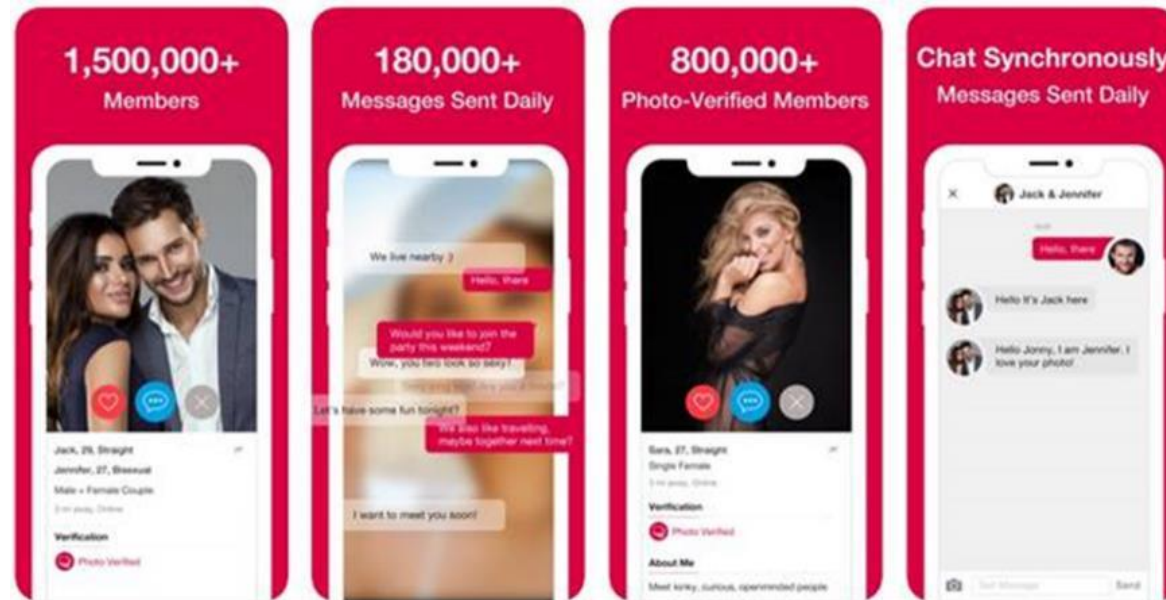 1,500,000+
Members
Jack, 29, Straight
Jennifer, 27, Bisexual
Male + Female Couple
Verification
Photo Verified
180,000+
Messages Sent Daily
We live nearby :)
Hello, there
Would you like to join the
party this weekend?
Wow, you two look so sexy!
Let's have some fun tonight?
We also like travelling,
maybe together next time?
I want to meet you soon!
800,000+
Photo-Verified Members
Sara, 27, Straight
Single Female
Verification
Photo Verified
About Me
Meet kinky, curious, openminded people
Chat Synchronously
Messages Sent Daily
Jack & Jennifer
Hello, there
Hello It's Jack here
Hello Jonny, I am Jennifer. I
love your photo!
Send